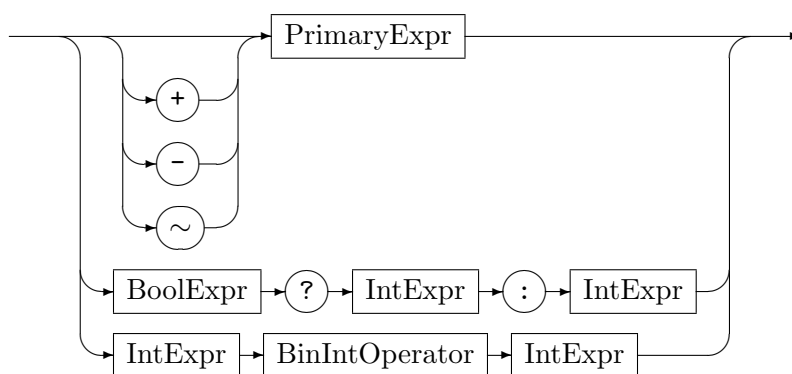 PrimaryExpr
+
-
~
BoolExpr ? IntExpr : IntExpr
IntExpr BinIntOperator IntExpr